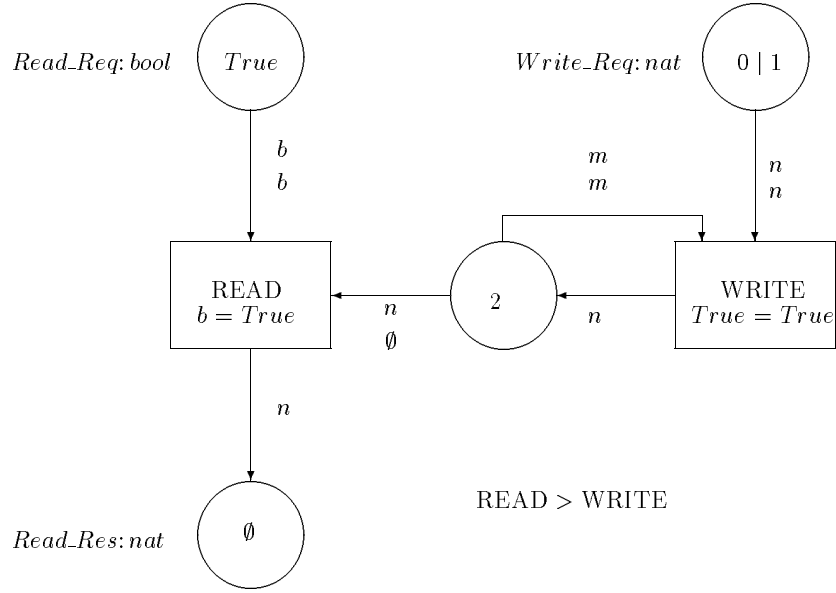 Read_Req: bool
True
Write_Req: nat
0 | 1
b
b
m
m
n
n
READ
b = True
n
∅
2
n
WRITE
True = True
n
READ > WRITE
Read_Res: nat
∅